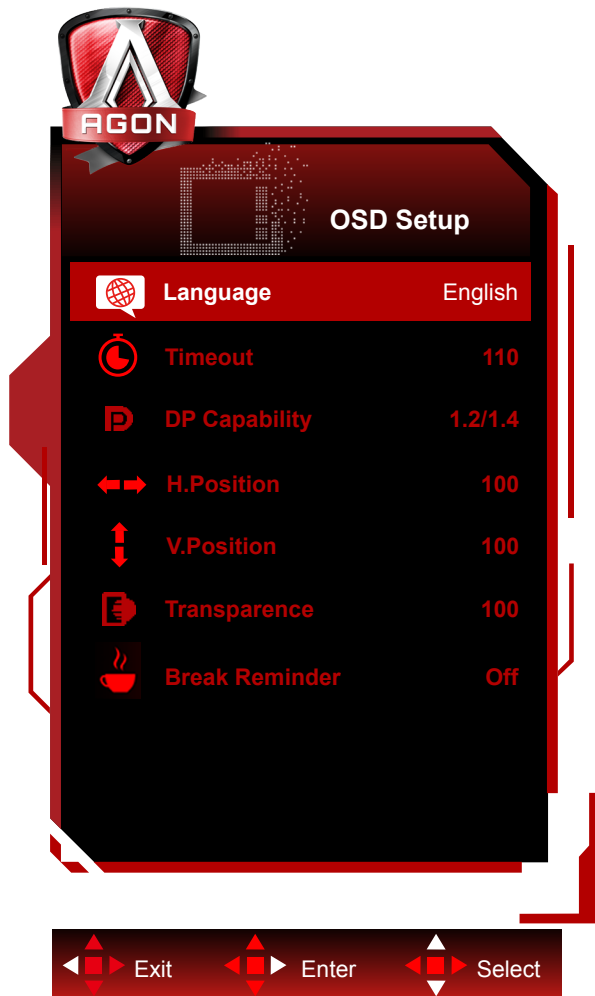 AGON
OSD Setup
Language English
Timeout 110
DP Capability 1.2/1.4
H.Position 100
V.Position 100
Transparence 100
Break Reminder Off
Exit Enter Select